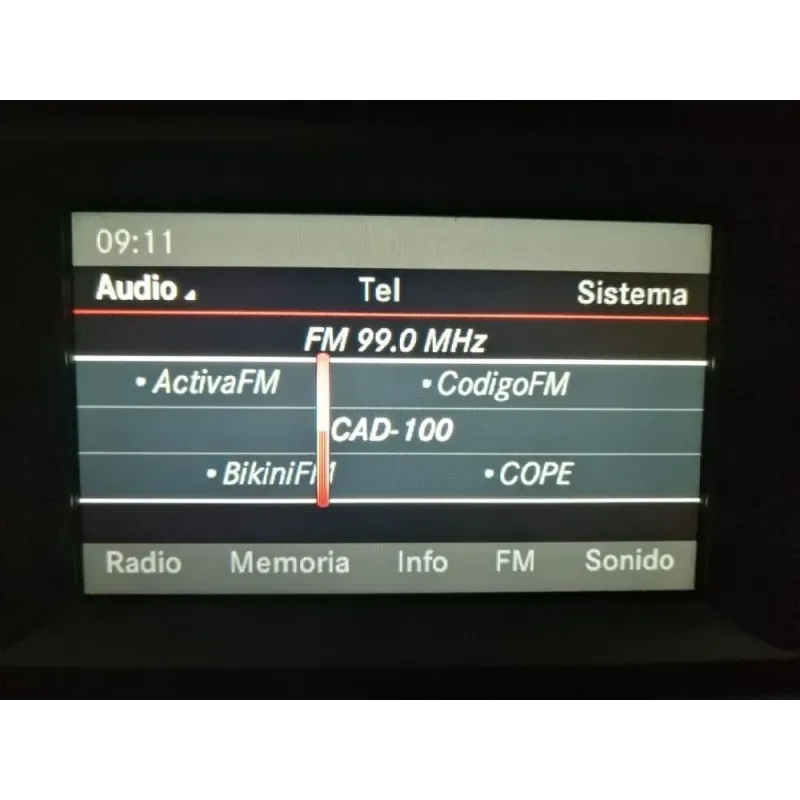 09:11
Audio Tel Sistema
FM 99.0 MHz
• ActivaFM • CodigoFM
CAD-100
• BikiniFM • COPE
Radio Memoria Info FM Sonido